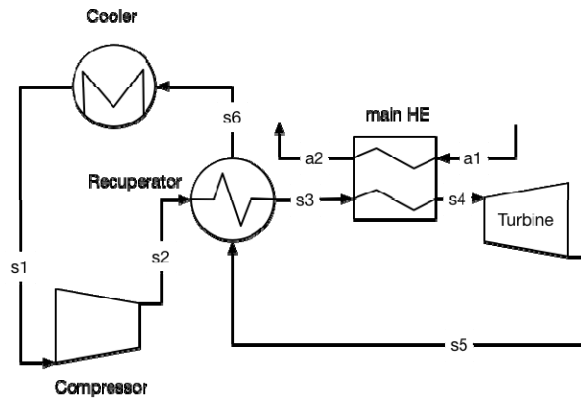 Cooler
s6
main HE
a2
a1
Recuperator
s3
s4
Turbine
s1
s2
s5
Compressor